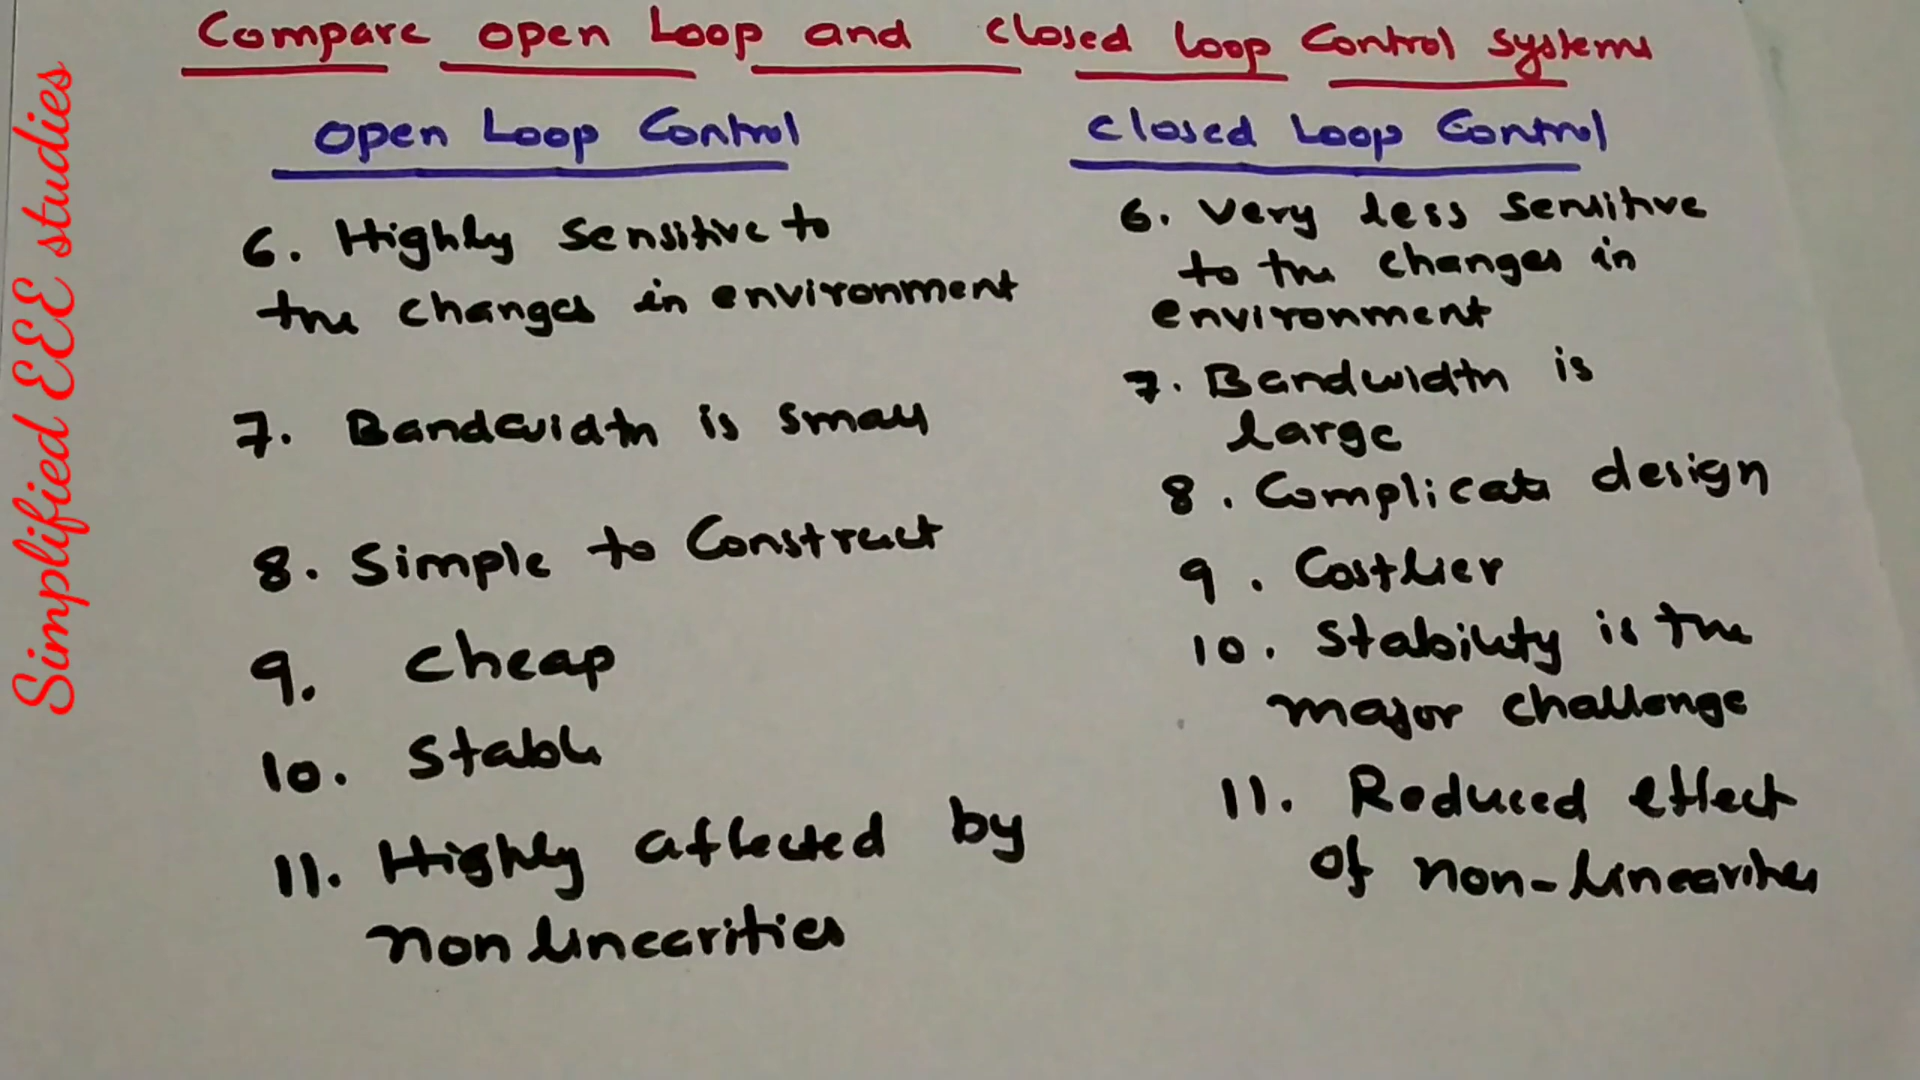 Compare open Loop and closed loop Control systems
Open Loop Control
6. Highly sensitive to
the changes in environment
7. Bandwidth is small
8. Simple to Construct
9. Cheap
10. Stable
11. Highly affected by
non linearities
Closed Loop Control
6. Very less sensitive
to the changes in
environment
7. Bandwidth is
large
8. Complicate design
9. Costlier
10. Stability is the
major challenge
11. Reduced effect
of non-linearities
Simplified EEE studies